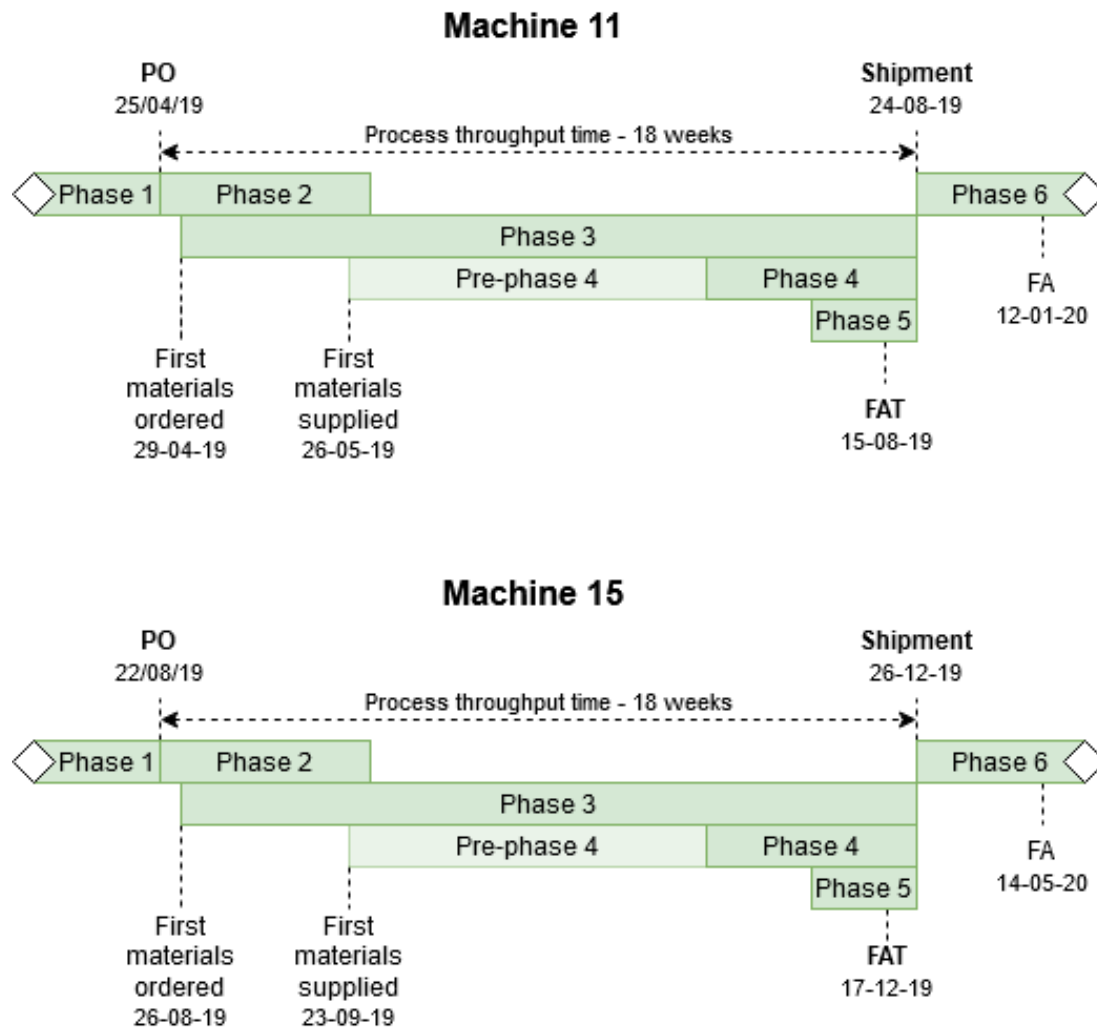 Machine 11
PO
25/04/19
Shipment
24-08-19
Process throughput time - 18 weeks
Phase 1
Phase 2
Phase 6
Phase 3
Pre-phase 4
Phase 4
Phase 5
First
materials
ordered
29-04-19
First
materials
supplied
26-05-19
FAT
15-08-19
FA
12-01-20
Machine 15
PO
22/08/19
Shipment
26-12-19
Process throughput time - 18 weeks
Phase 1
Phase 2
Phase 6
Phase 3
Pre-phase 4
Phase 4
Phase 5
First
materials
ordered
26-08-19
First
materials
supplied
23-09-19
FAT
17-12-19
FA
14-05-20